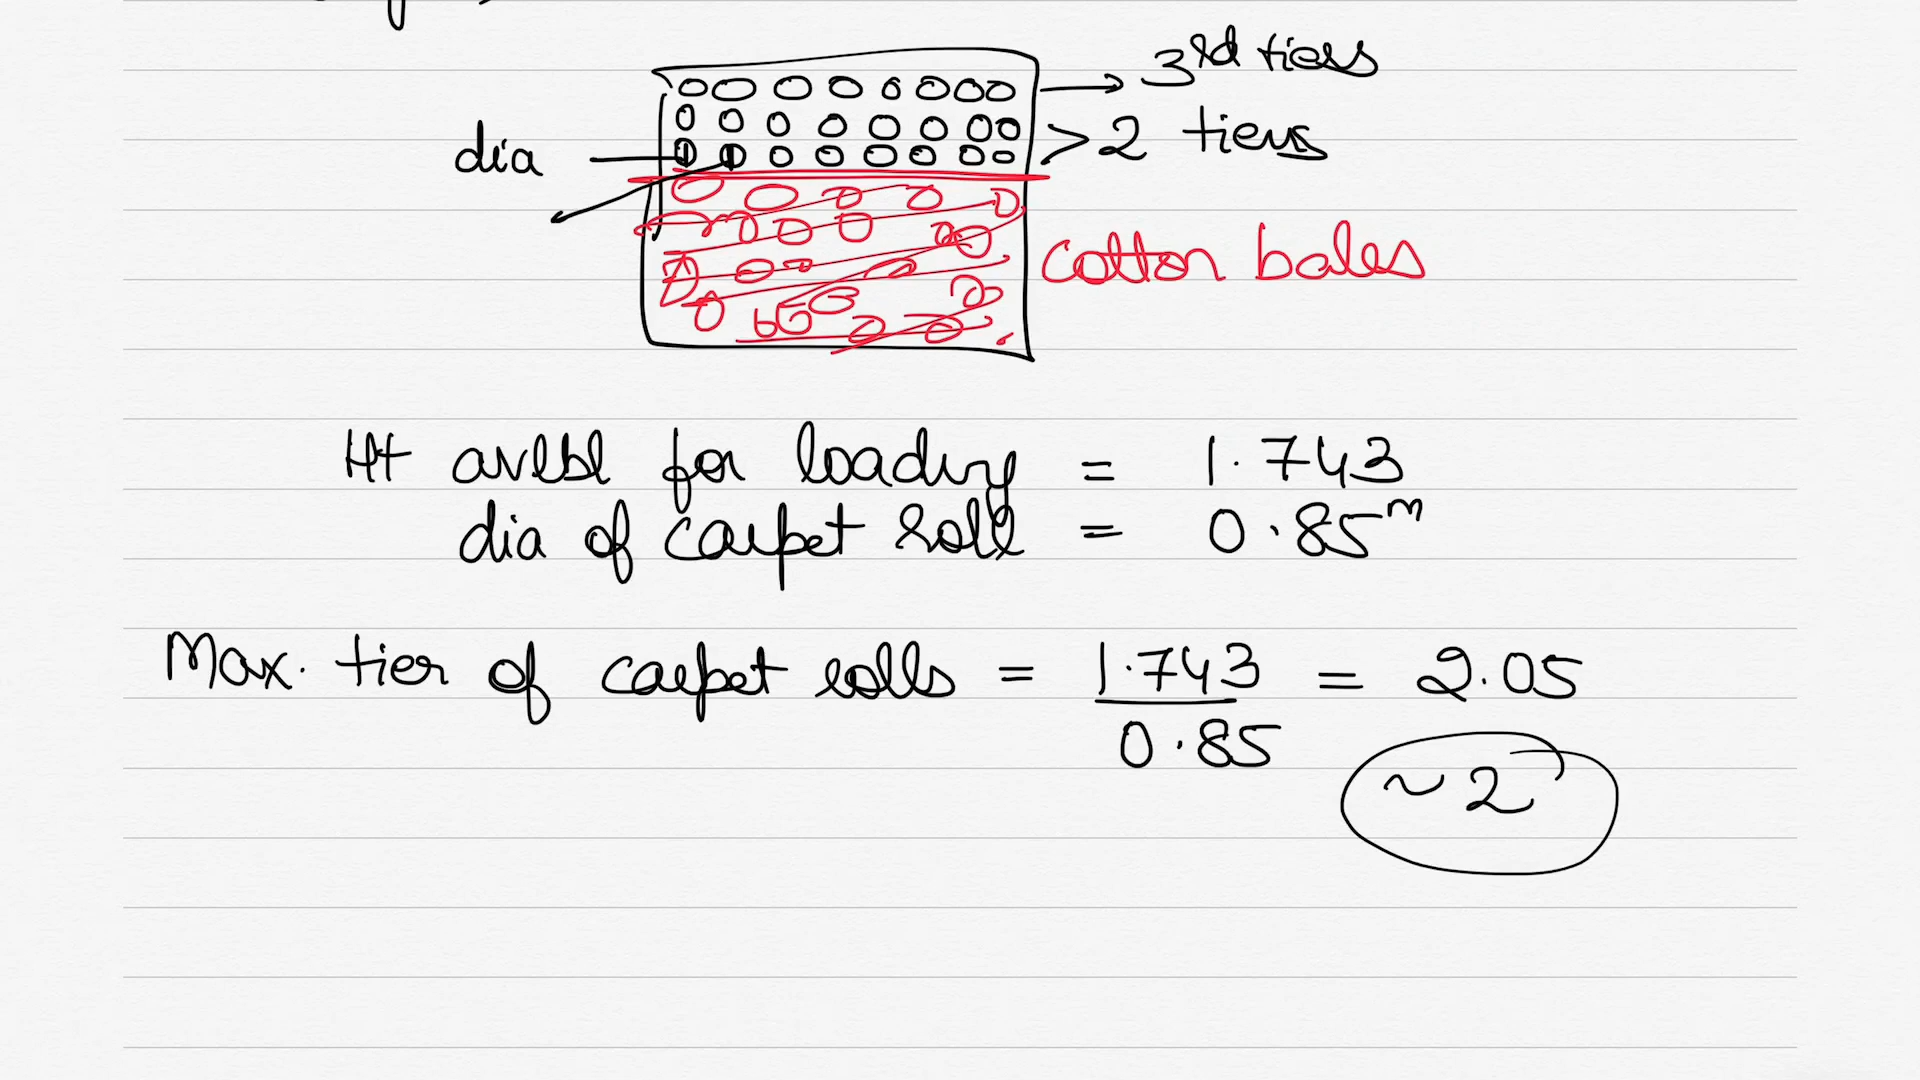 3rd tiers
dia > 2 tiers
cotton bales
Ht avlbl for loading = 1.743
dia of carpet roll = 0.85m
Max. tier of carpet rolls = 1.743 / 0.85 = 2.05
~ 2